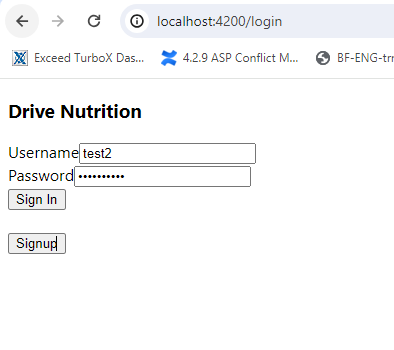 localhost:4200/login
Exceed TurboX Das... 4.2.9 ASP Conflict M... BF-ENG-trr
Drive Nutrition
Username test2
Password ••••••••••
Sign In
Signup